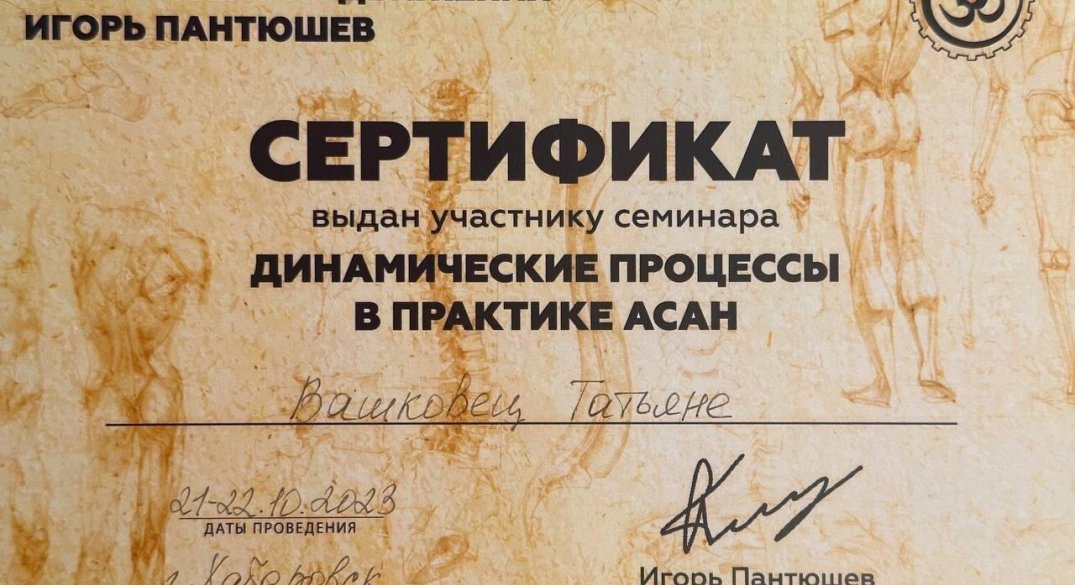 ИГОРЬ ПАНТЮШЕВ
СЕРТИФИКАТ
выдан участнику семинара
ДИНАМИЧЕСКИЕ ПРОЦЕССЫ
В ПРАКТИКЕ АСАН
Вашковец Татьяне
21-22.10.2023
ДАТЫ ПРОВЕДЕНИЯ
г. Хабаровск
Игорь Пантюшев